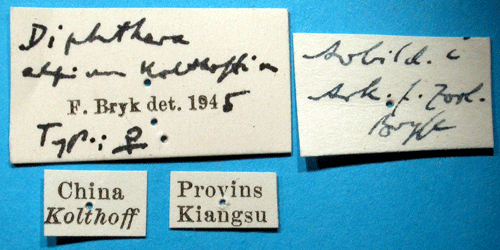 Diphthera
alpium Kolthoffi n
F. Bryk det. 1945
Typ.: ♀
Avbild. i
Ark. f. Zool.
Bryk
China
Kolthoff
Provins
Kiangsu